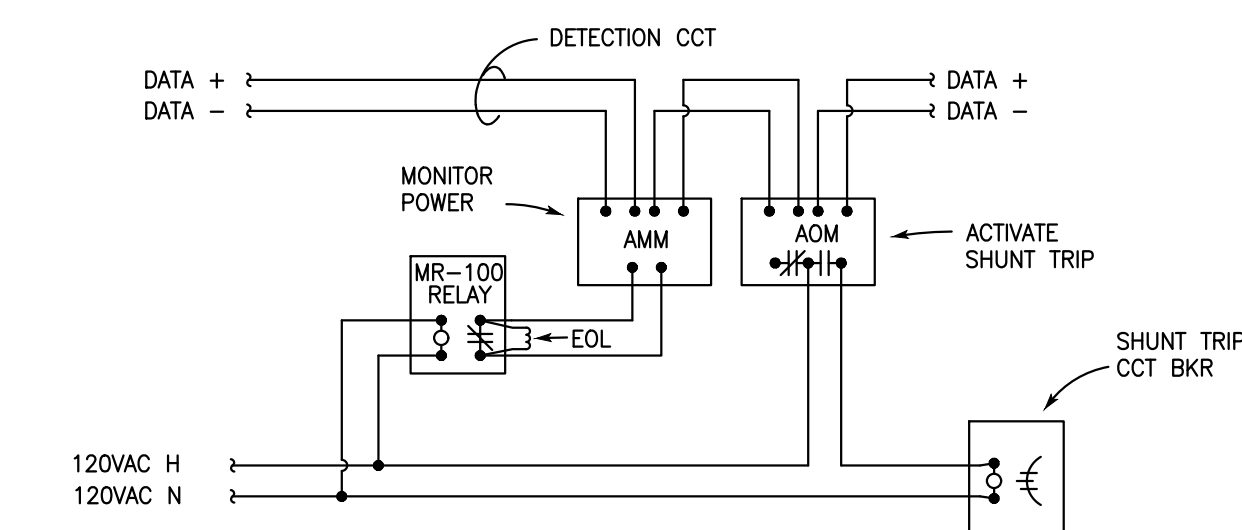 DETECTION CCT
DATA +
DATA -
DATA +
DATA -
MONITOR
POWER
AMM
AOM
ACTIVATE
SHUNT TRIP
MR-100
RELAY
EOL
SHUNT TRIP
CCT BKR
120VAC H
120VAC N